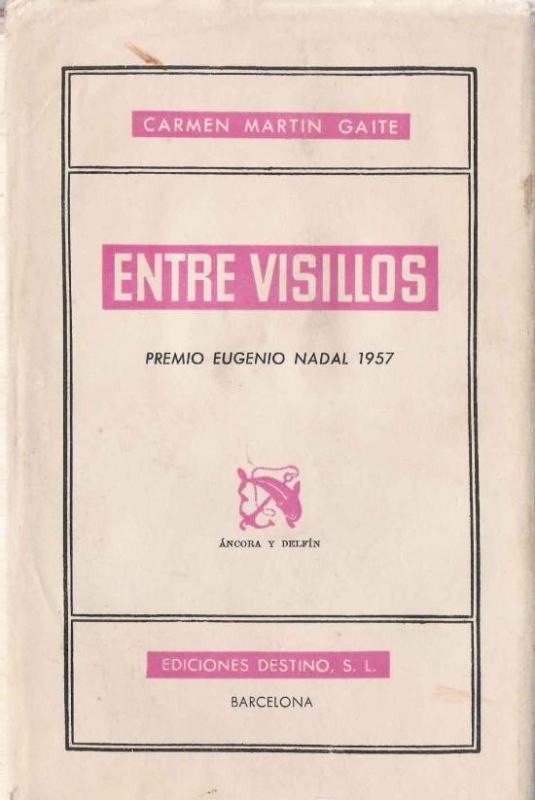 CARMEN MARTIN GAITE
ENTRE VISILLOS
PREMIO EUGENIO NADAL 1957
ÁNCORA Y DELFÍN
EDICIONES DESTINO, S. L.
BARCELONA